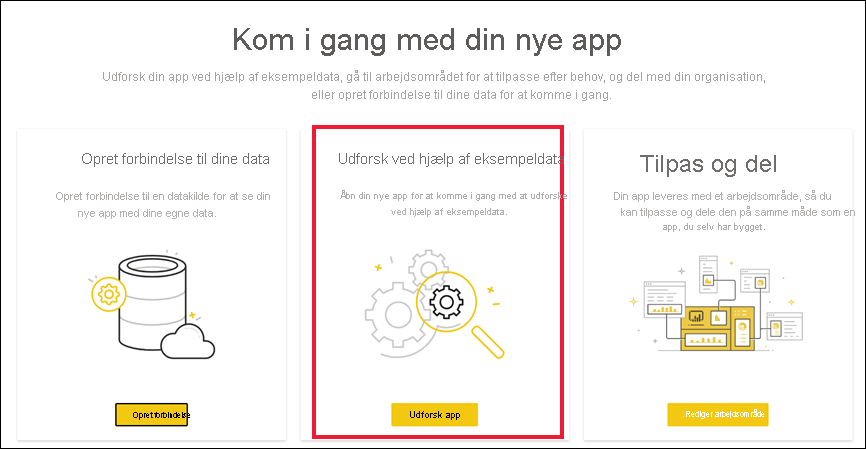 Kom i gang med din nye app
Udforsk din app ved hjælp af eksempeldata, gå til arbejdsområdet for at tilpasse efter behov, og del med din organisation,
eller opret forbindelse til dine data for at komme i gang.
Opret forbindelse til dine data
Opret forbindelse til en datakilde for at se din
nye app med dine egne data.
Opret forbindelse
Udforsk ved hjælp af eksempeldata
Åbn din nye app for at komme i gang med at udforske
ved hjælp af eksempeldata.
Udforsk app
Tilpas og del
Din app leveres med et arbejdsområde, så du
kan tilpasse og dele den på samme måde som en
app, du selv har bygget.
Rediger arbejdsområde